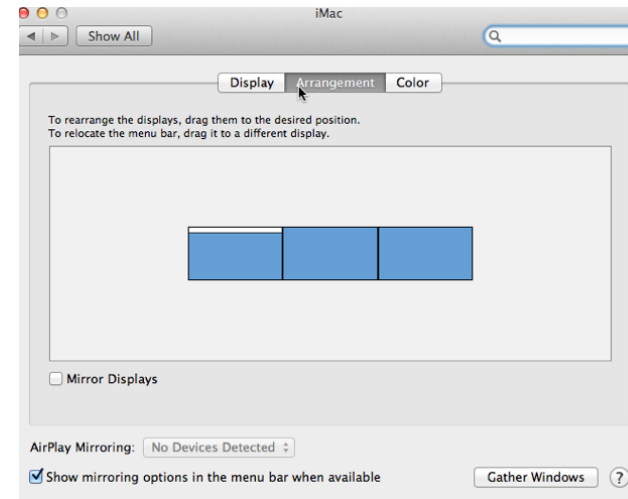 iMac
Show All
Display Arrangement Color
To rearrange the displays, drag them to the desired position.
To relocate the menu bar, drag it to a different display.
Mirror Displays
AirPlay Mirroring: No Devices Detected
Show mirroring options in the menu bar when available
Gather Windows ?